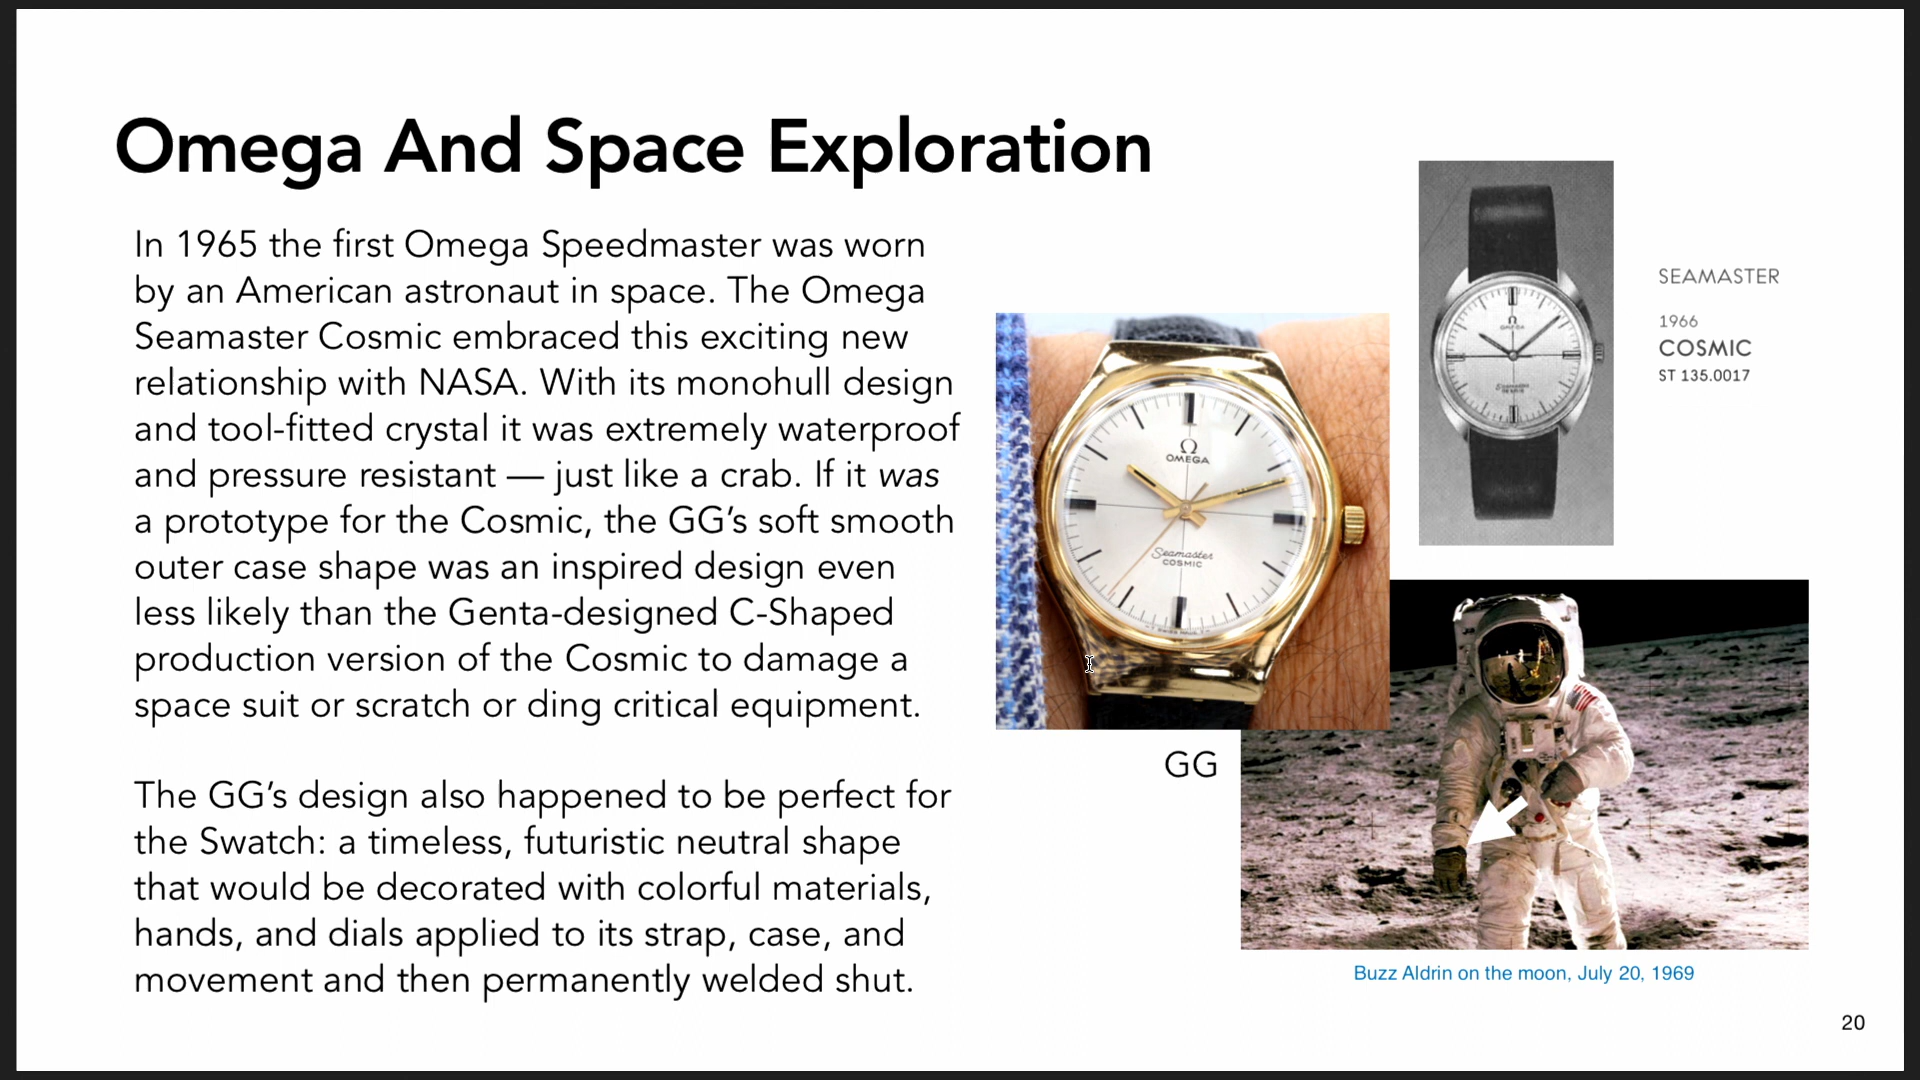 Omega And Space Exploration
In 1965 the first Omega Speedmaster was worn
by an American astronaut in space. The Omega
Seamaster Cosmic embraced this exciting new
relationship with NASA. With its monohull design
and tool-fitted crystal it was extremely waterproof
and pressure resistant — just like a crab. If it was
a prototype for the Cosmic, the GG’s soft smooth
outer case shape was an inspired design even
less likely than the Genta-designed C-Shaped
production version of the Cosmic to damage a
space suit or scratch or ding critical equipment.
The GG’s design also happened to be perfect for
the Swatch: a timeless, futuristic neutral shape
that would be decorated with colorful materials,
hands, and dials applied to its strap, case, and
movement and then permanently welded shut.
Ω
OMEGA
Seamaster
COSMIC
GG
OMEGA
Seamaster
SEAMASTER
1966
COSMIC
ST 135.0017
Buzz Aldrin on the moon, July 20, 1969
20